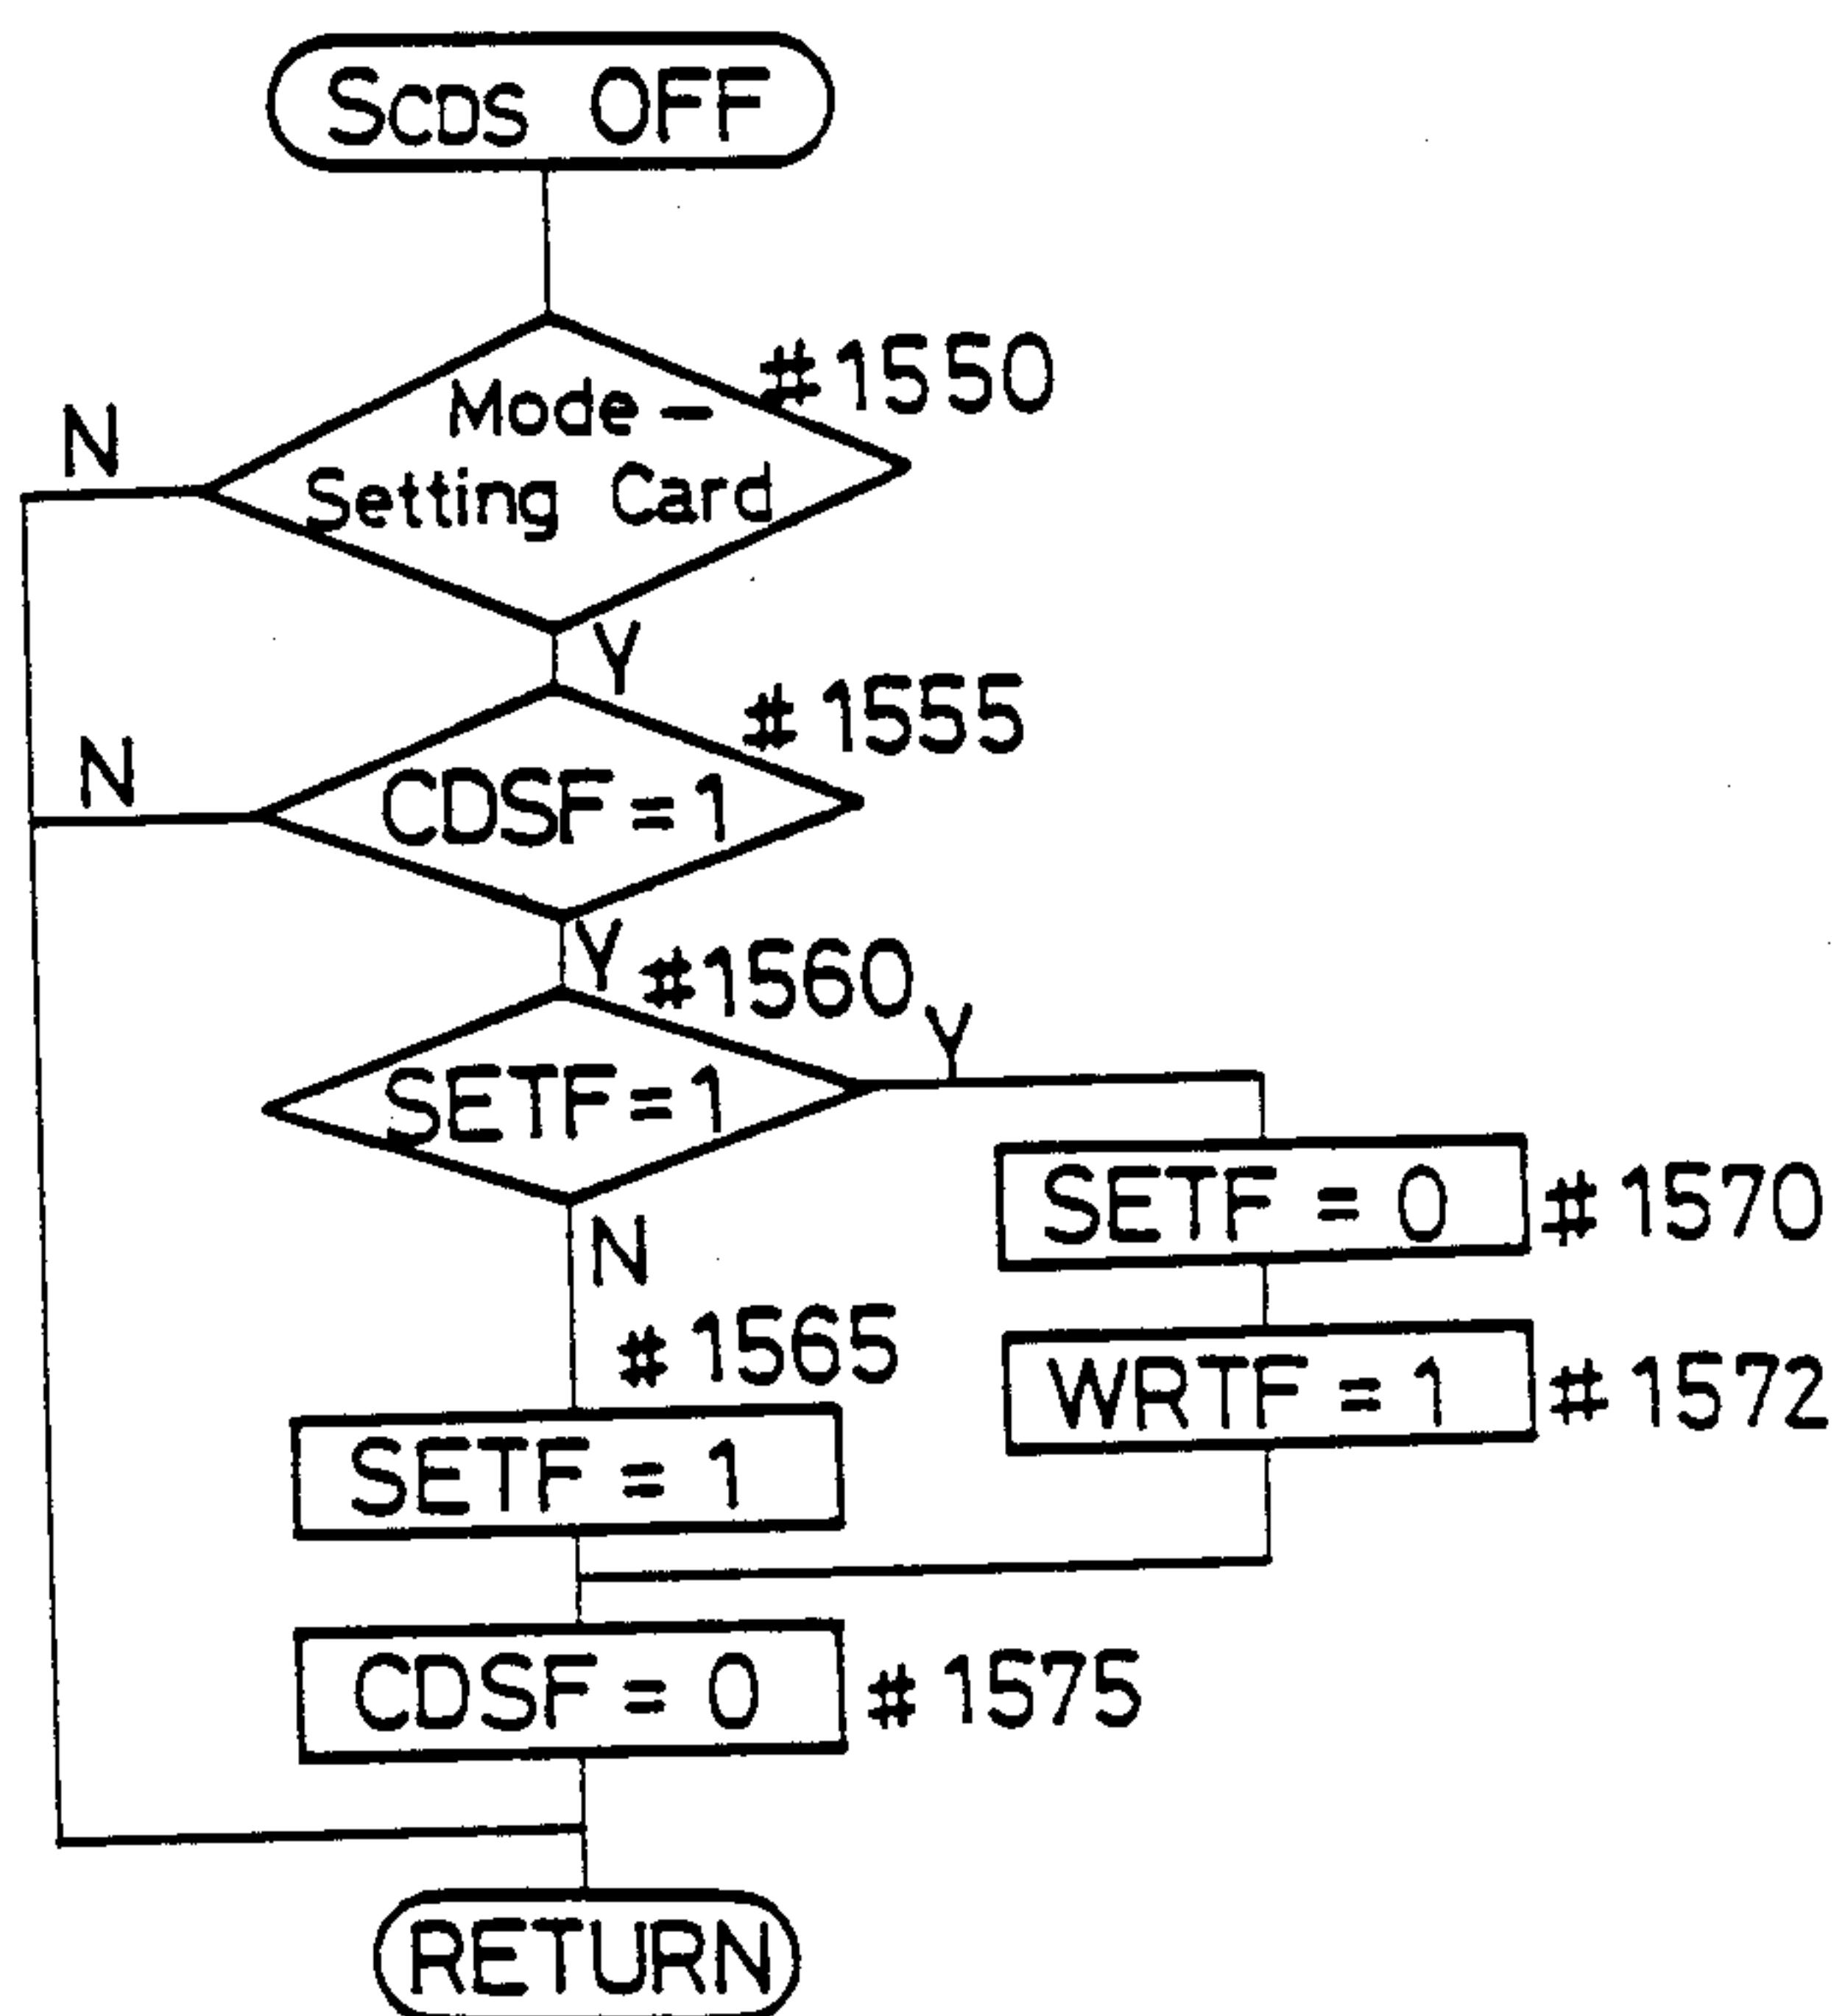 SCDS OFF
#1550
Mode-
Setting Card
N
Y
#1555
N
CDSF=1
Y
#1560
Y
SETF=1
N
SETF = 0 #1570
#1565
WRTF = 1 #1572
SETF = 1
CDSF = 0 #1575
RETURN